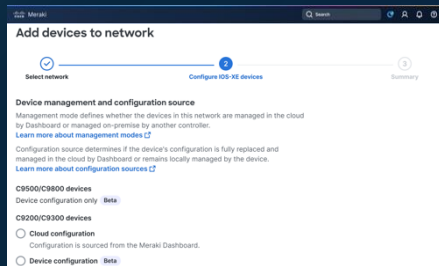 Meraki
Search
Add devices to network
2
3
Select network
Configure IOS-XE devices
Summary
Device management and configuration source
Management mode defines whether the devices in this network are managed in the cloud
by Dashboard or managed on-premise by another controller.
Learn more about management modes
Configuration source determines if the device's configuration is fully replaced and
managed in the cloud by Dashboard or remains locally managed by the device.
Learn more about configuration sources
C9500/C9800 devices
Device configuration only Beta
C9200/C9300 devices
Cloud configuration
Configuration is sourced from the Meraki Dashboard.
Device configuration Beta